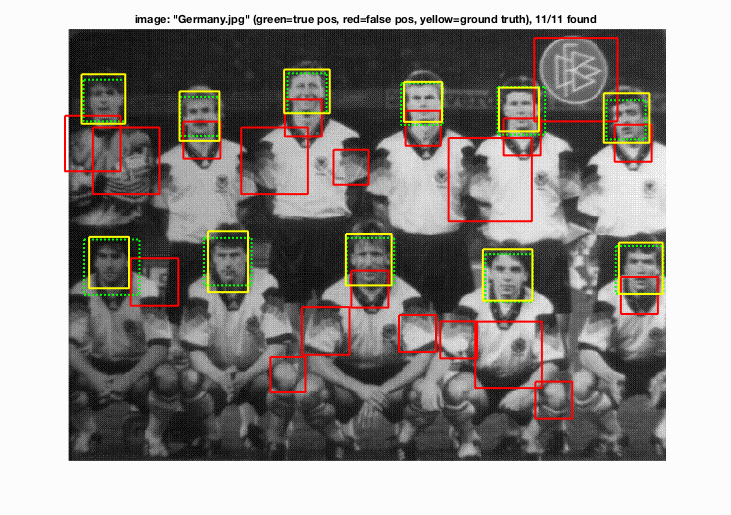 image: "Germany.jpg" (green=true pos, red=false pos, yellow=ground truth), 11/11 found